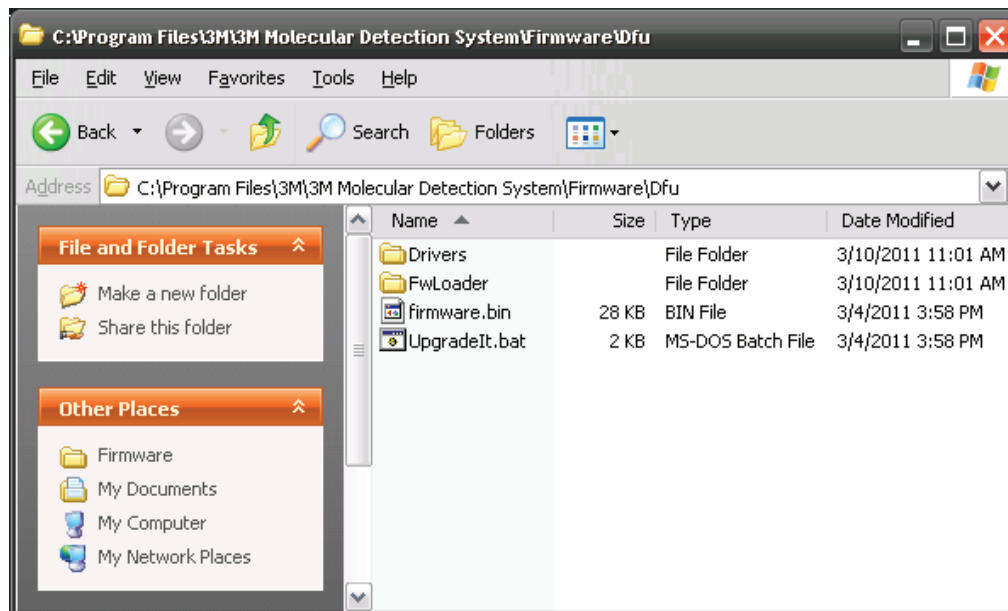 C:\Program Files\3M\3M Molecular Detection System\Firmware\Dfu
File Edit View Favorites Tools Help
Back Search Folders
Address C:\Program Files\3M\3M Molecular Detection System\Firmware\Dfu
File and Folder Tasks
Make a new folder
Share this folder
Other Places
Firmware
My Documents
My Computer
My Network Places
Name Size Type Date Modified
Drivers File Folder 3/10/2011 11:01 AM
FwLoader File Folder 3/10/2011 11:01 AM
firmware.bin 28 KB BIN File 3/4/2011 3:58 PM
UpgradeIt.bat 2 KB MS-DOS Batch File 3/4/2011 3:58 PM